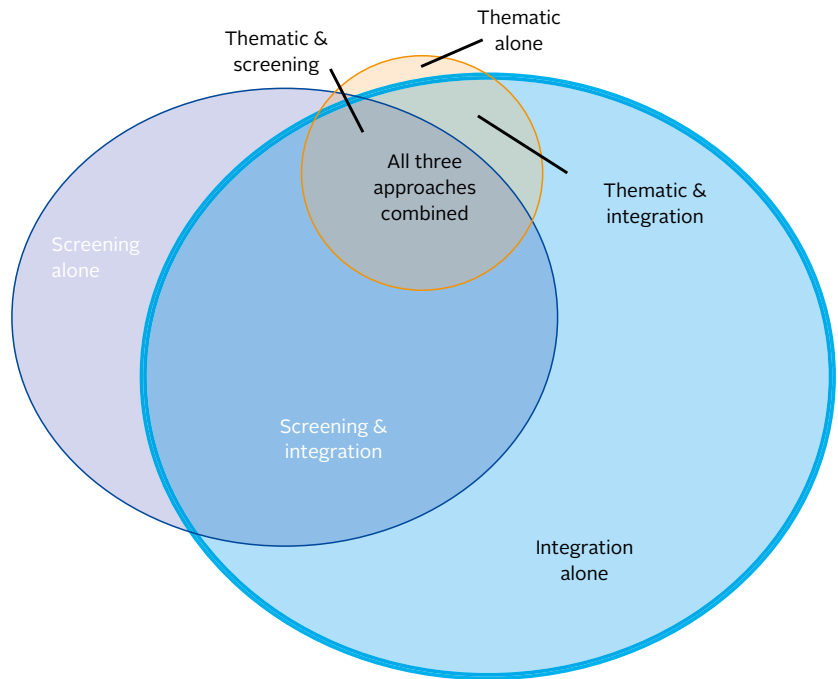 Thematic &
screening
Thematic
alone
All three
approaches
combined
Thematic &
integration
Screening
alone
Screening &
integration
Integration
alone